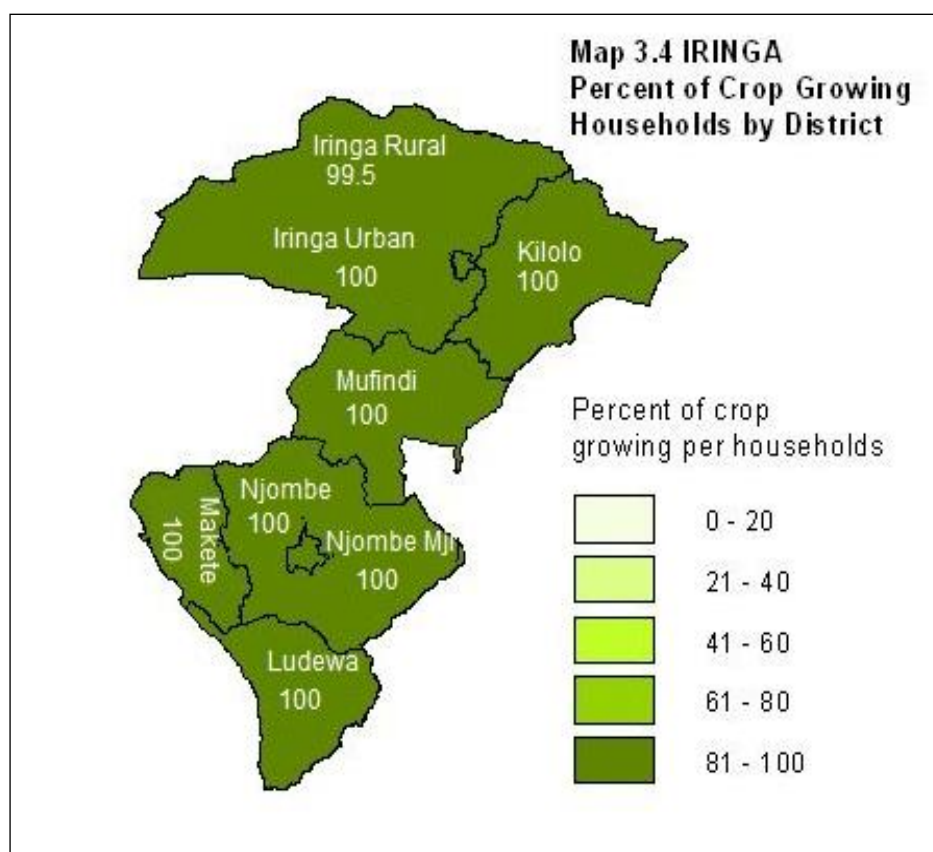 Map 3.4 IRINGA
Percent of Crop Growing
Households by District
Iringa Rural
99.5
Iringa Urban
100
Kilolo
100
Mufindi
100
Njombe
100
Makete
100
Njombe Mji
100
Ludewa
100
Percent of crop
growing per households
0 - 20
21 - 40
41 - 60
61 - 80
81 - 100